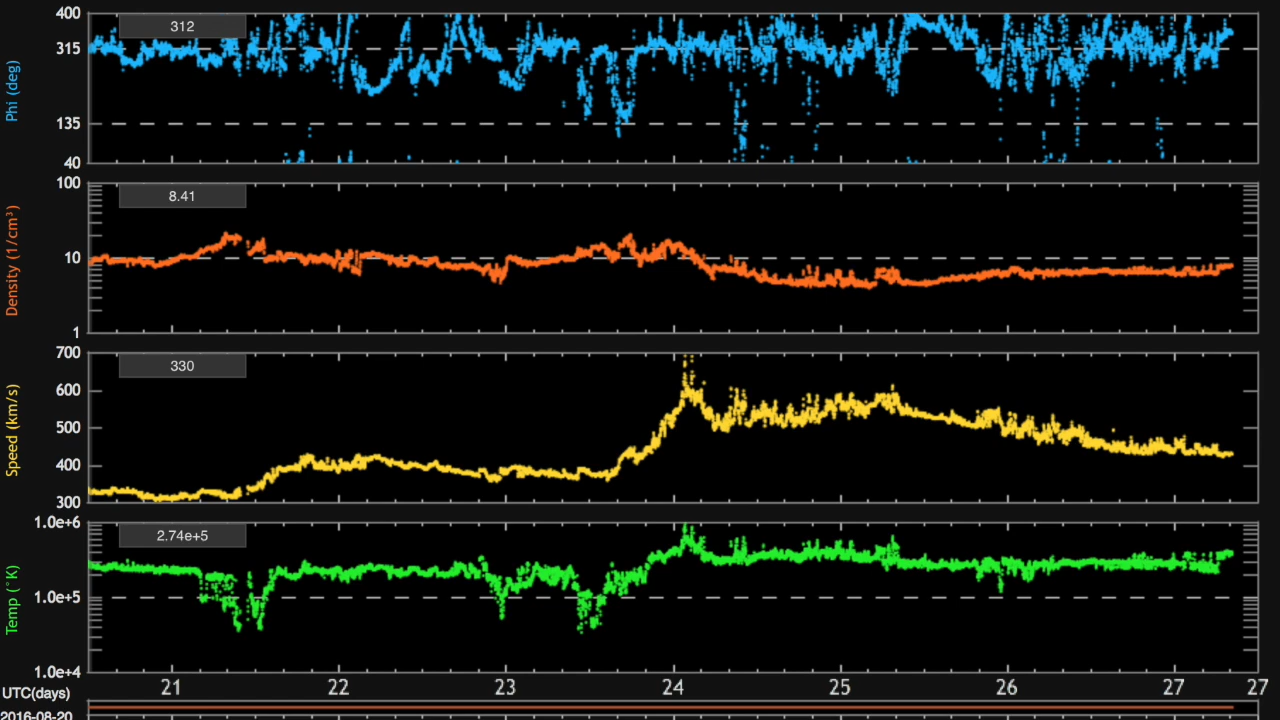 400
312
315
Phi (deg)
135
40
100
8.41
Density (1/cm³)
10
1
700
330
600
Speed (km/s)
500
400
300
1.0e+6
2.74e+5
Temp (°K)
1.0e+5
1.0e+4
21 22 23 24 25 26 27 27
UTC(days)
2016-08-20